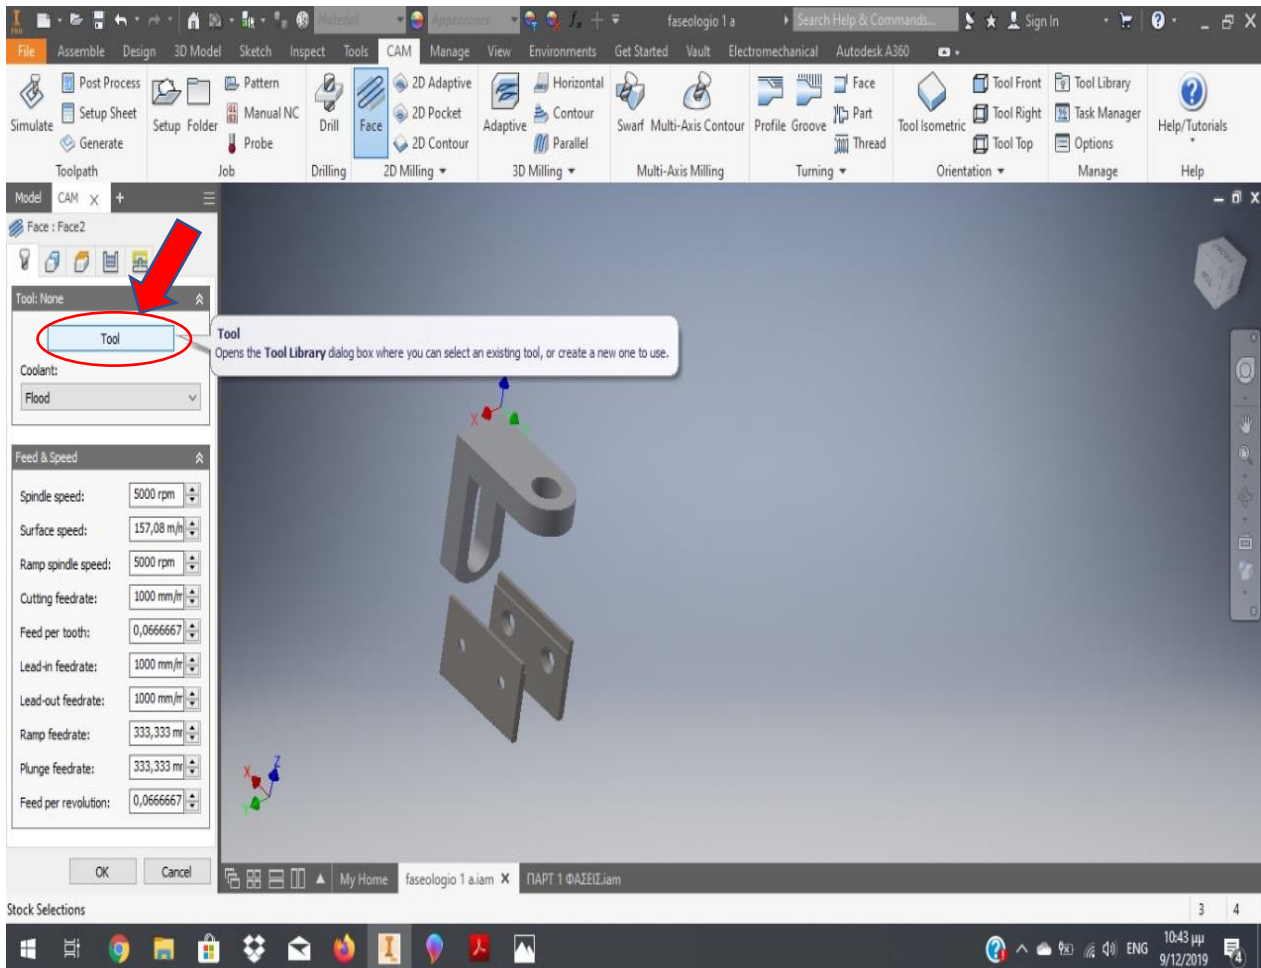 PRO
Material
Appearance
faseologio 1 a
Search Help & Commands...
Sign In
File Assemble Design 3D Model Sketch Inspect Tools CAM Manage View Environments Get Started Vault Electromechanical Autodesk A360
Simulate
Post Process
Setup Sheet
Generate
Toolpath
Setup
Folder
Pattern
Manual NC
Probe
Job
Drill
Drilling
Face
2D Adaptive
2D Pocket
2D Contour
2D Milling
Adaptive
Horizontal
Contour
Parallel
3D Milling
Swarf
Multi-Axis Contour
Multi-Axis Milling
Profile
Groove
Face
Part
Thread
Turning
Tool Isometric
Tool Front
Tool Right
Tool Top
Orientation
Tool Library
Task Manager
Options
Manage
Help/Tutorials
Help
Model CAM X +
Face : Face2
Tool: None
Tool
Coolant:
Flood
Tool
Opens the Tool Library dialog box where you can select an existing tool, or create a new one to use.
Feed & Speed
Spindle speed: 5000 rpm
Surface speed: 157,08 m/n
Ramp spindle speed: 5000 rpm
Cutting feedrate: 1000 mm/r
Feed per tooth: 0,0666667
Lead-in feedrate: 1000 mm/r
Lead-out feedrate: 1000 mm/r
Ramp feedrate: 333,333 mr
Plunge feedrate: 333,333 mr
Feed per revolution: 0,0666667
OK Cancel
X
X
Z
Y
My Home faseologio 1 a.iam X ΠΑΡΤ 1 ΦΑΣΕΙΣ.iam
Stock Selections
3 4
ENG
10:43 μμ
9/12/2019
4